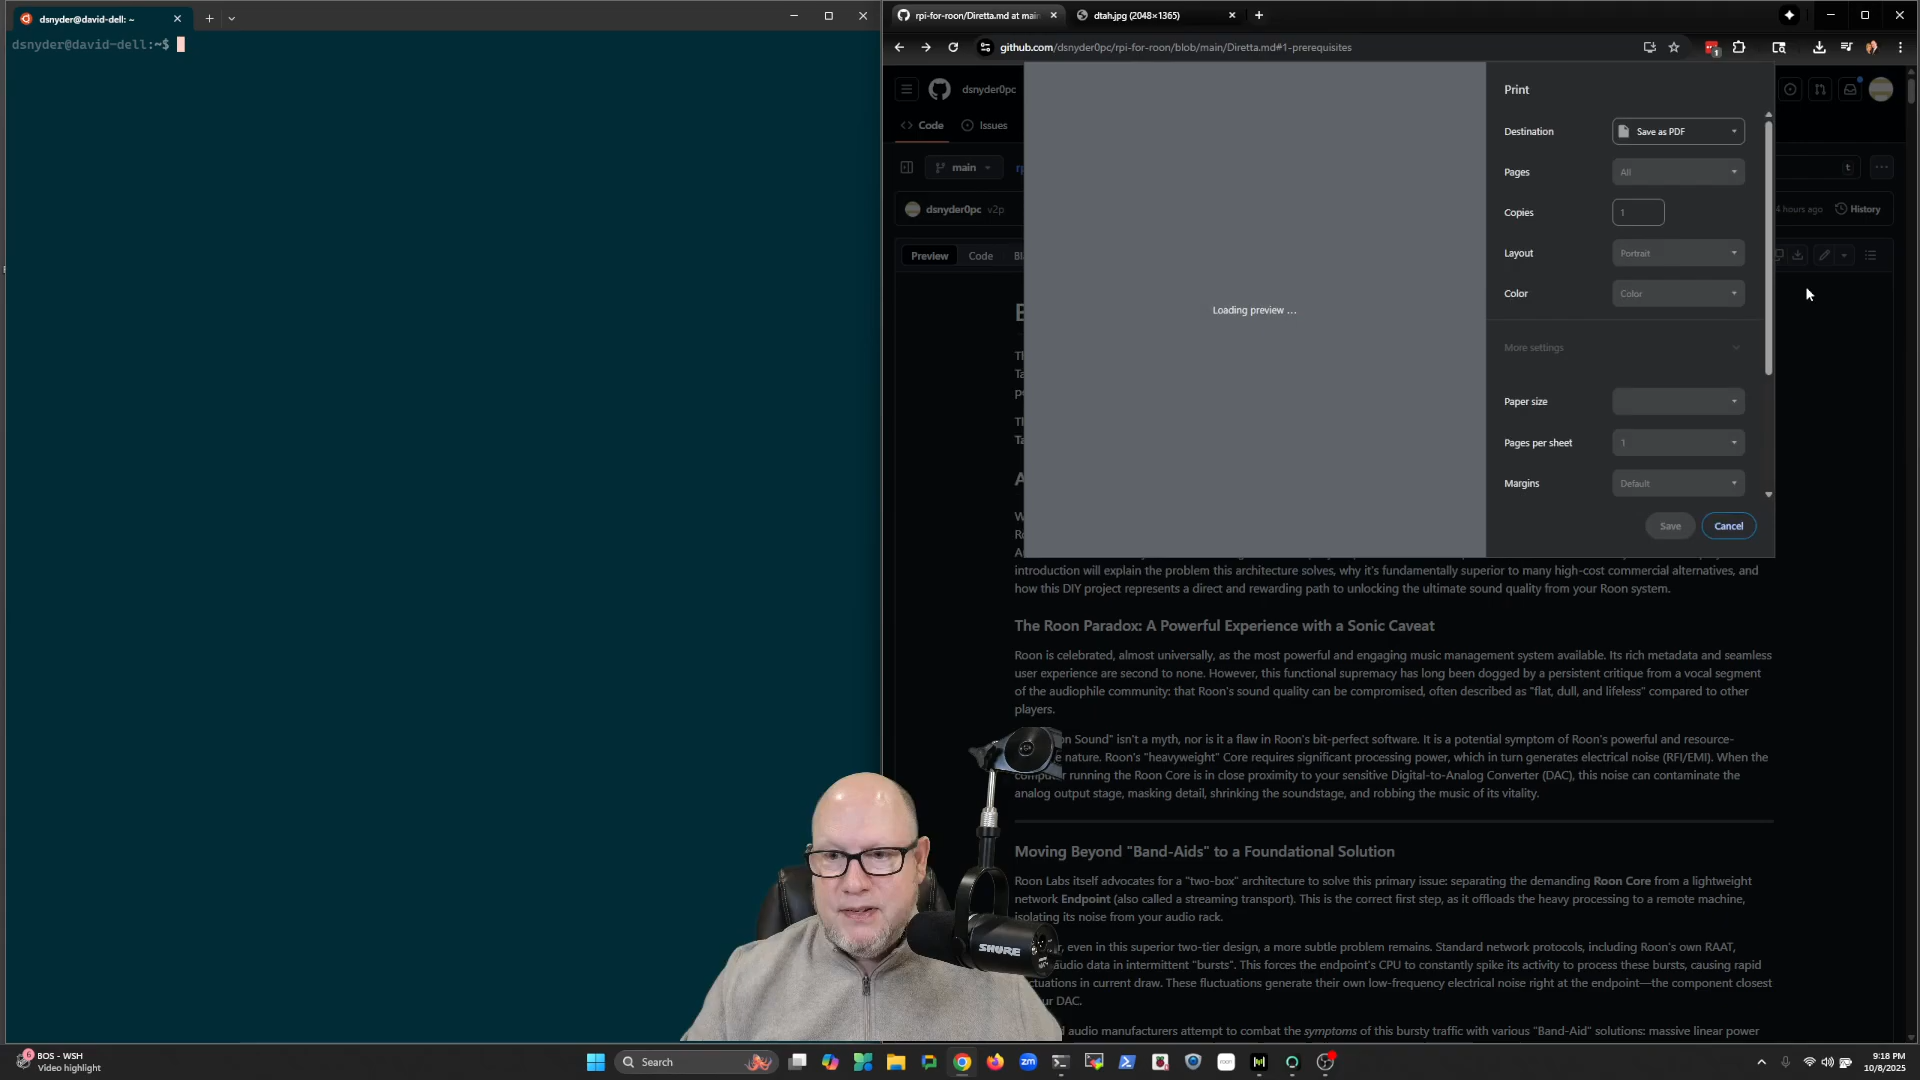 dsnyder@david-dell: ~
rpi-for-roon/Diretta.md at main
dtah.jpg (2048×1365)
dsnyder@david-dell:~$
github.com/dsnyder0pc/rpi-for-roon/blob/main/Diretta.md#1-prerequisites
1
dsnyder0pc
Code
Issues
main
t
dsnyder0pc v2p
4 hours ago
History
Preview
Code
Print
Destination
Save as PDF
Pages
All
Copies
1
Layout
Portrait
Color
Color
Loading preview ...
More settings
Paper size
Pages per sheet
1
Margins
Default
Save
Cancel
introduction will explain the problem this architecture solves, why it's fundamentally superior to many high-cost commercial alternatives, and
how this DIY project represents a direct and rewarding path to unlocking the ultimate sound quality from your Roon system.
The Roon Paradox: A Powerful Experience with a Sonic Caveat
Roon is celebrated, almost universally, as the most powerful and engaging music management system available. Its rich metadata and seamless
user experience are second to none. However, this functional supremacy has long been dogged by a persistent critique from a vocal segment
of the audiophile community: that Roon's sound quality can be compromised, often described as "flat, dull, and lifeless" compared to other
players.
on Sound" isn't a myth, nor is it a flaw in Roon's bit-perfect software. It is a potential symptom of Roon's powerful and resource-
e nature. Roon's "heavyweight" Core requires significant processing power, which in turn generates electrical noise (RFI/EMI). When the
computer running the Roon Core is in close proximity to your sensitive Digital-to-Analog Converter (DAC), this noise can contaminate the
analog output stage, masking detail, shrinking the soundstage, and robbing the music of its vitality.
Moving Beyond "Band-Aids" to a Foundational Solution
Roon Labs itself advocates for a "two-box" architecture to solve this primary issue: separating the demanding Roon Core from a lightweight
network Endpoint (also called a streaming transport). This is the correct first step, as it offloads the heavy processing to a remote machine,
isolating its noise from your audio rack.
r, even in this superior two-tier design, a more subtle problem remains. Standard network protocols, including Roon's own RAAT,
audio data in intermittent "bursts". This forces the endpoint's CPU to constantly spike its activity to process these bursts, causing rapid
ctuations in current draw. These fluctuations generate their own low-frequency electrical noise right at the endpoint—the component closest
ur DAC.
d audio manufacturers attempt to combat the symptoms of this bursty traffic with various "Band-Aid" solutions: massive linear power
SHURE
6
BOS - WSH
Video highlight
Search
zm
roon
9:18 PM
10/8/2025